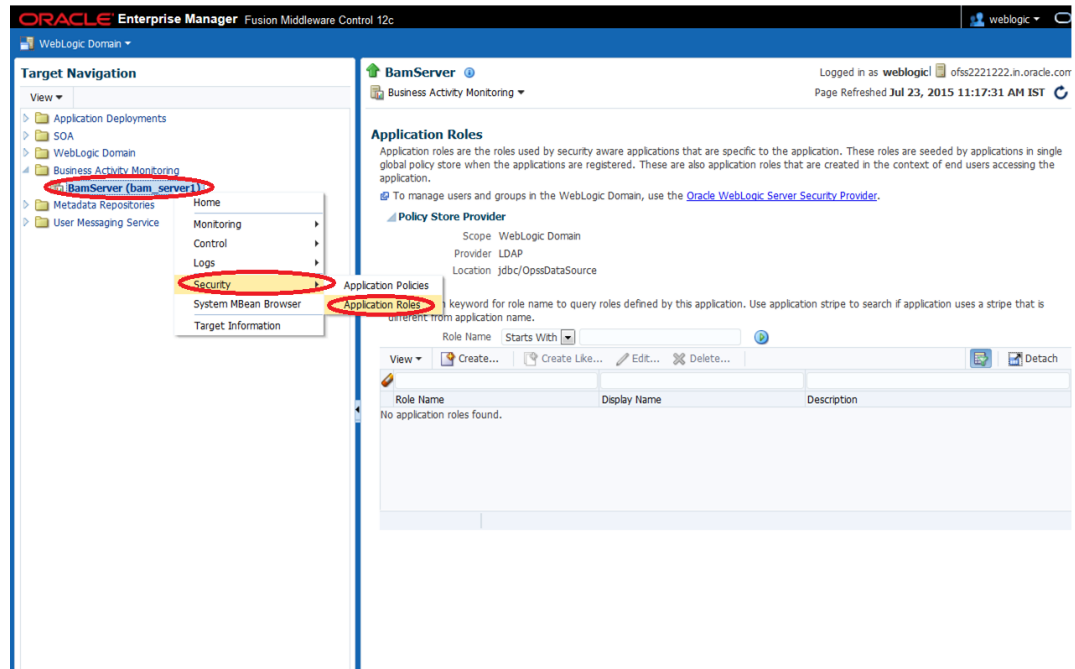 ORACLE Enterprise Manager Fusion Middleware Control 12c
weblogic
WebLogic Domain
Target Navigation
View
Application Deployments
SOA
WebLogic Domain
Business Activity Monitoring
BamServer (bam_server1)
Metadata Repositories
User Messaging Service
Home
Monitoring
Control
Logs
Security
System MBean Browser
Target Information
Application Policies
Application Roles
BamServer
Logged in as weblogic
ofss2221222.in.oracle.com
Business Activity Monitoring
Page Refreshed Jul 23, 2015 11:17:31 AM IST
Application Roles
Application roles are the roles used by security aware applications that are specific to the application. These roles are seeded by applications in single
global policy store when the applications are registered. These are also application roles that are created in the context of end users accessing the
application.
To manage users and groups in the WebLogic Domain, use the Oracle WebLogic Server Security Provider.
Policy Store Provider
Scope WebLogic Domain
Provider LDAP
Location jdbc/OpssDataSource
keyword for role name to query roles defined by this application. Use application stripe to search if application uses a stripe that is
different from application name.
Role Name Starts With
View Create... Create Like... Edit... Delete... Detach
Role Name Display Name Description
No application roles found.